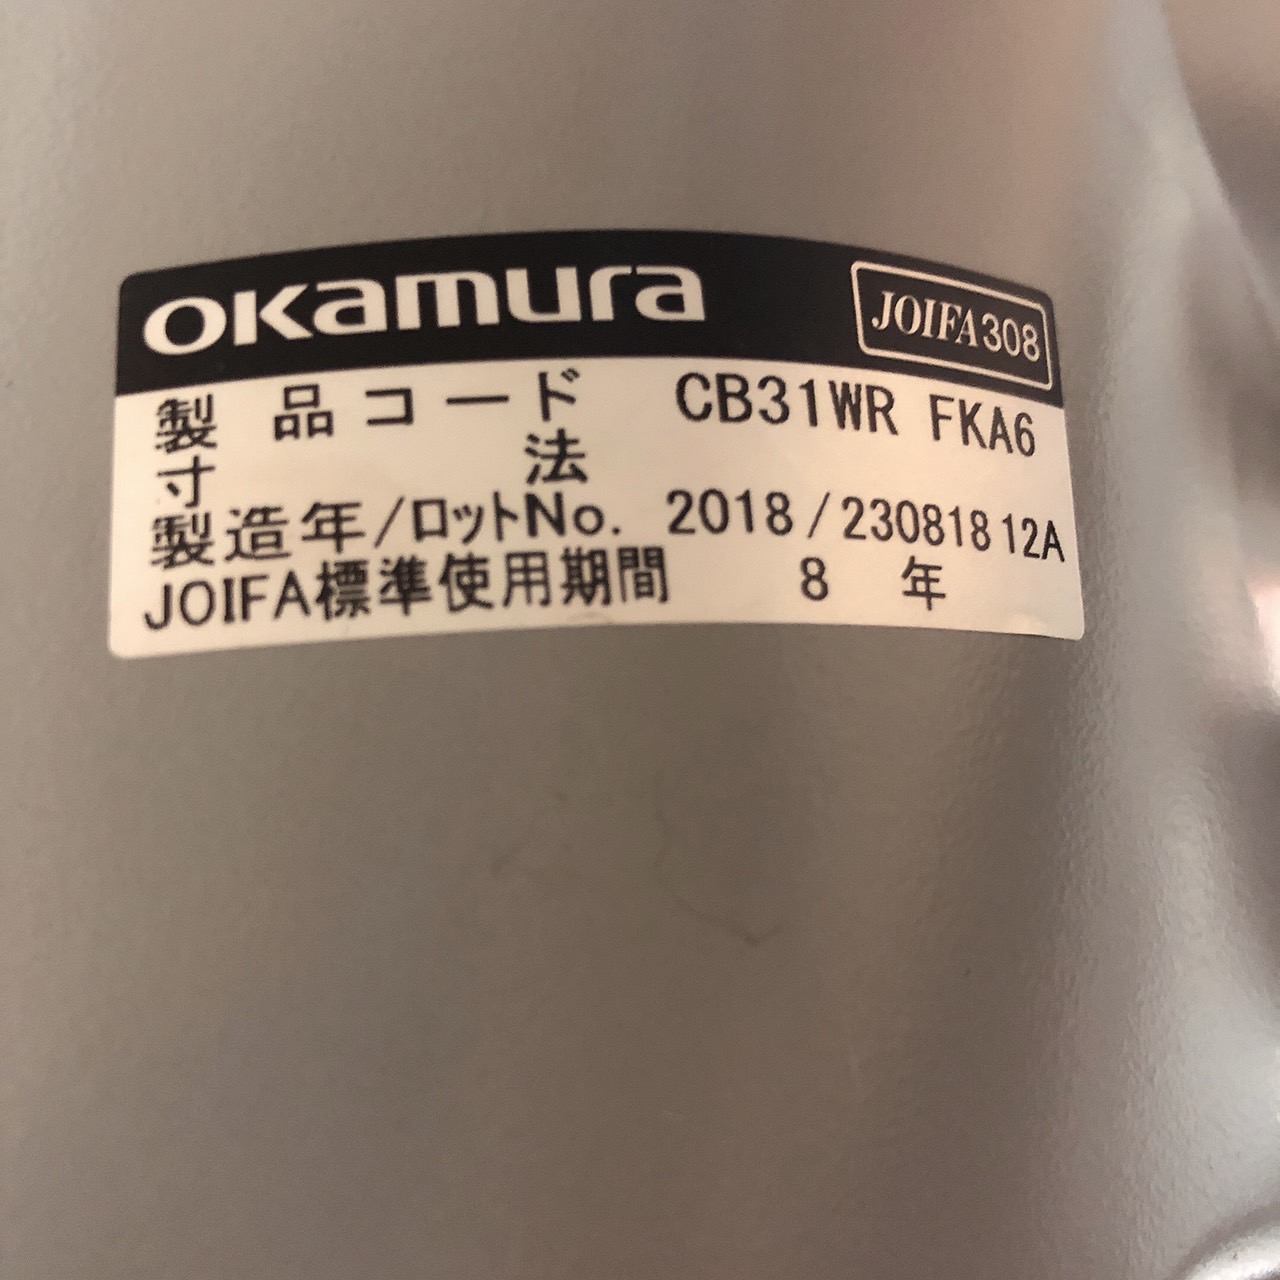 okamura JOIFA308
製品コード CB31WR FKA6
寸法
製造年/ロットNo. 2018/230818 12A
JOIFA標準使用期間 8 年